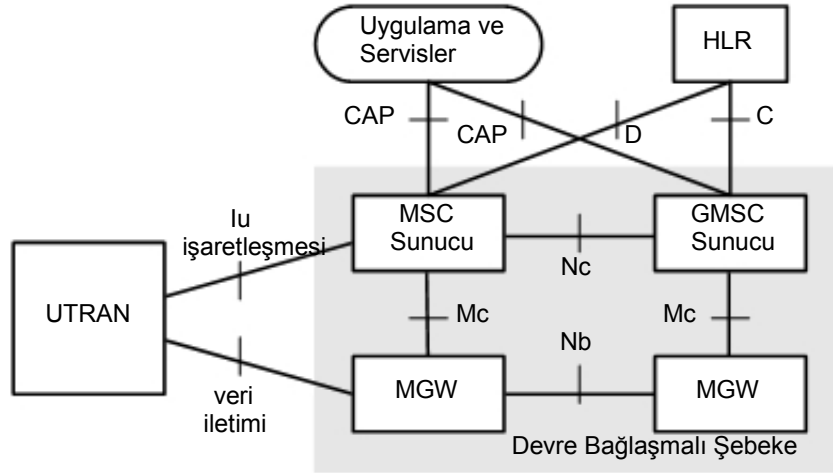 Uygulama ve
Servisler
HLR
CAP
CAP
D
C
Iu
işaretleşmesi
MSC
Sunucu
GMSC
Sunucu
Nc
UTRAN
Mc
Mc
Nb
veri
iletimi
MGW
MGW
Devre Bağlaşmalı Şebeke